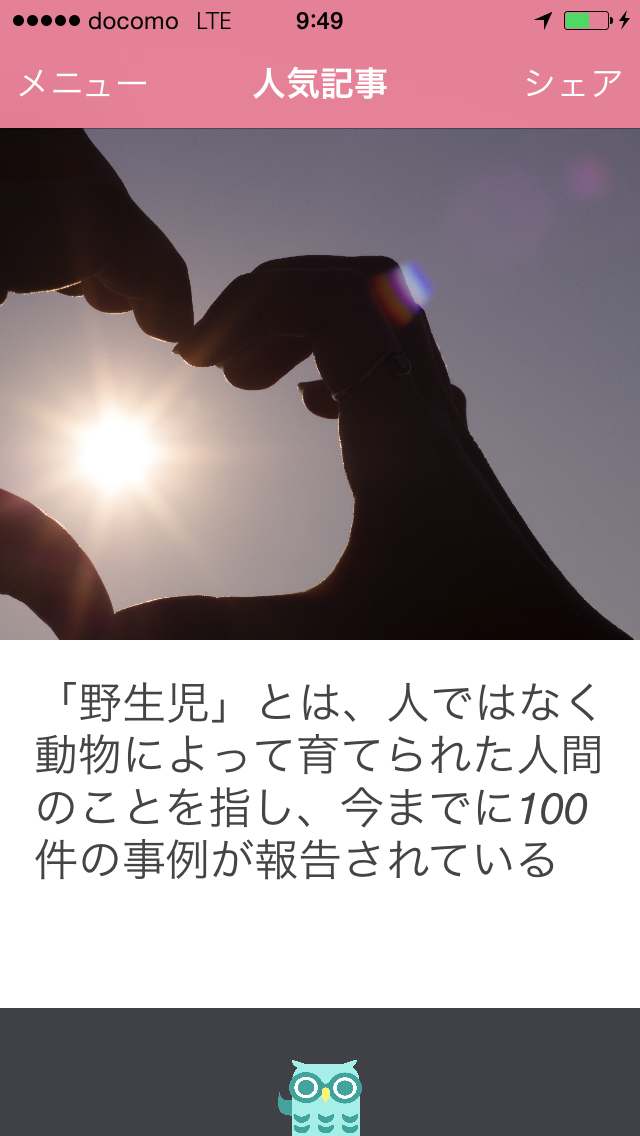 docomo LTE 9:49
メニュー 人気記事 シェア
「野生児」とは、人ではなく
動物によって育てられた人間
のことを指し、今までに100
件の事例が報告されている